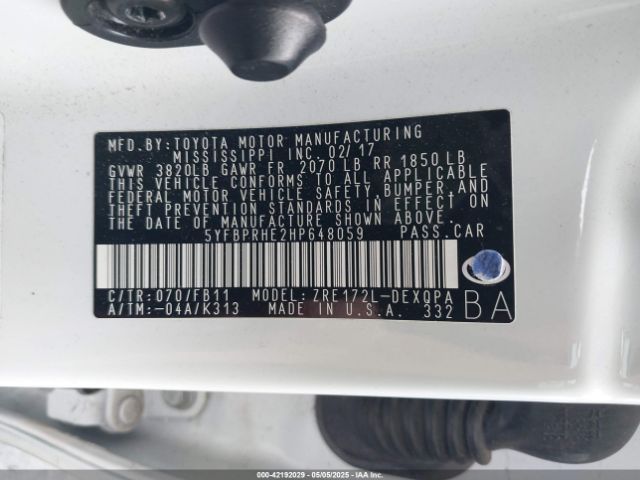 MFD.BY:TOYOTA MOTOR MANUFACTURING
MISSISSIPPI INC. 02/17
GVWR 3820LB GAWR FR 2070 LB RR 1850 LB
THIS VEHICLE CONFORMS TO ALL APPLICABLE
FEDERAL MOTOR VEHICLE SAFETY, BUMPER, AND
THEFT PREVENTION STANDARDS IN EFFECT ON
THE DATE OF MANUFACTURE SHOWN ABOVE.
5YFBPRHE2HP648059 PASS.CAR
C/TR:070/FB11 MODEL: ZRE172L-DEXQPA
A/TM:-04A/K313 MADE IN U.S.A. 332 BA
000-42192029 - 05/05/2025 - IAAI.CA